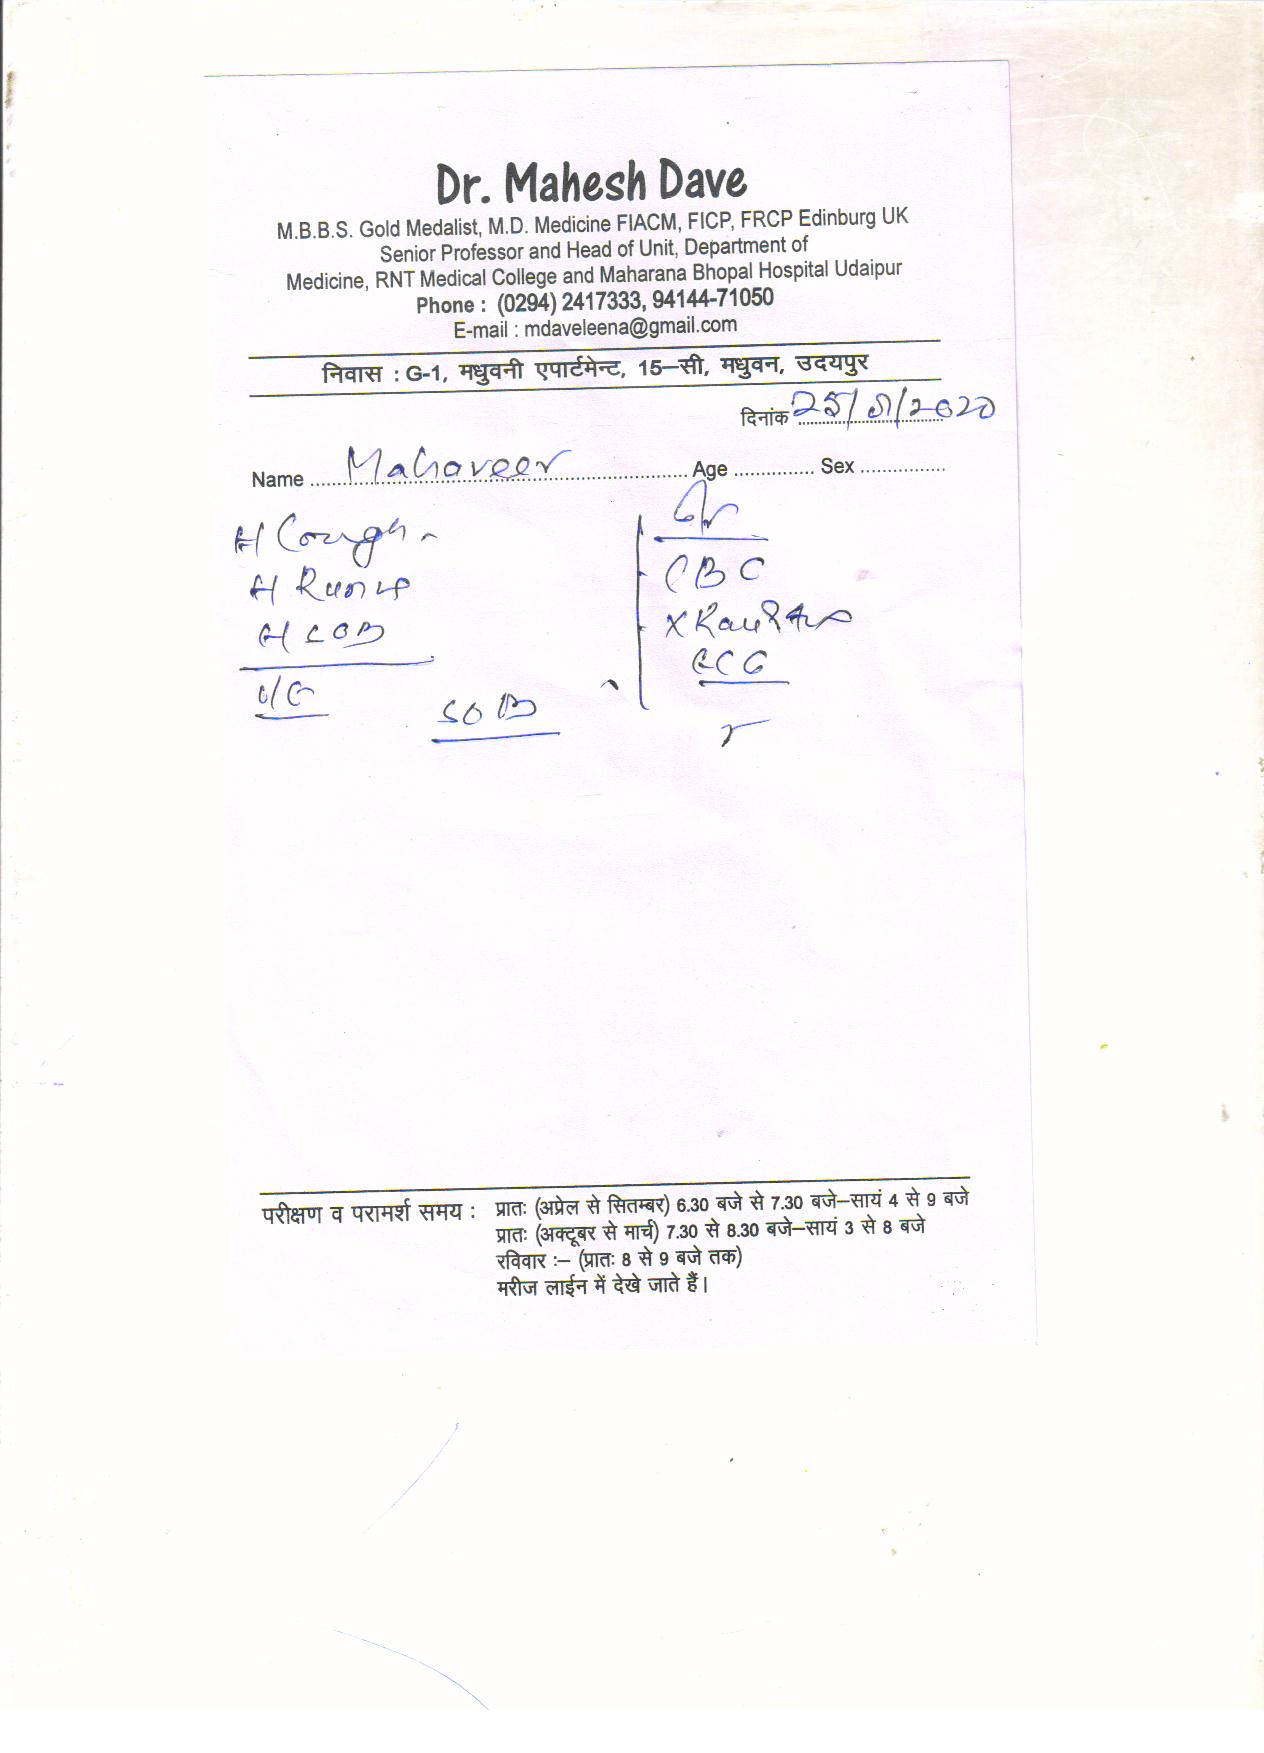 Dr. Mahesh Dave
M.B.B.S. Gold Medalist, M.D. Medicine FIACM, FICP, FRCP Edinburg UK
Senior Professor and Head of Unit, Department of
Medicine, RNT Medical College and Maharana Bhopal Hospital Udaipur
Phone : (0294) 2417333, 94144-71050
E-mail : mdaveleena@gmail.com
निवास : G-1, मधुवनी एपार्टमेन्ट, 15–सी, मधुवन, उदयपुर
दिनांक 25/ /2020
Name Mahaveer Age Sex
H Cough
H
H
SOB
CBC
X Ray
ECG
परीक्षण व परामर्श समय : प्रातः (अप्रेल से सितम्बर) 6.30 बजे से 7.30 बजे–सायं 4 से 9 बजे
प्रातः (अक्टूबर से मार्च) 7.30 से 8.30 बजे–सायं 3 से 8 बजे
रविवार :– (प्रातः 8 से 9 बजे तक)
मरीज लाईन में देखे जाते हैं।